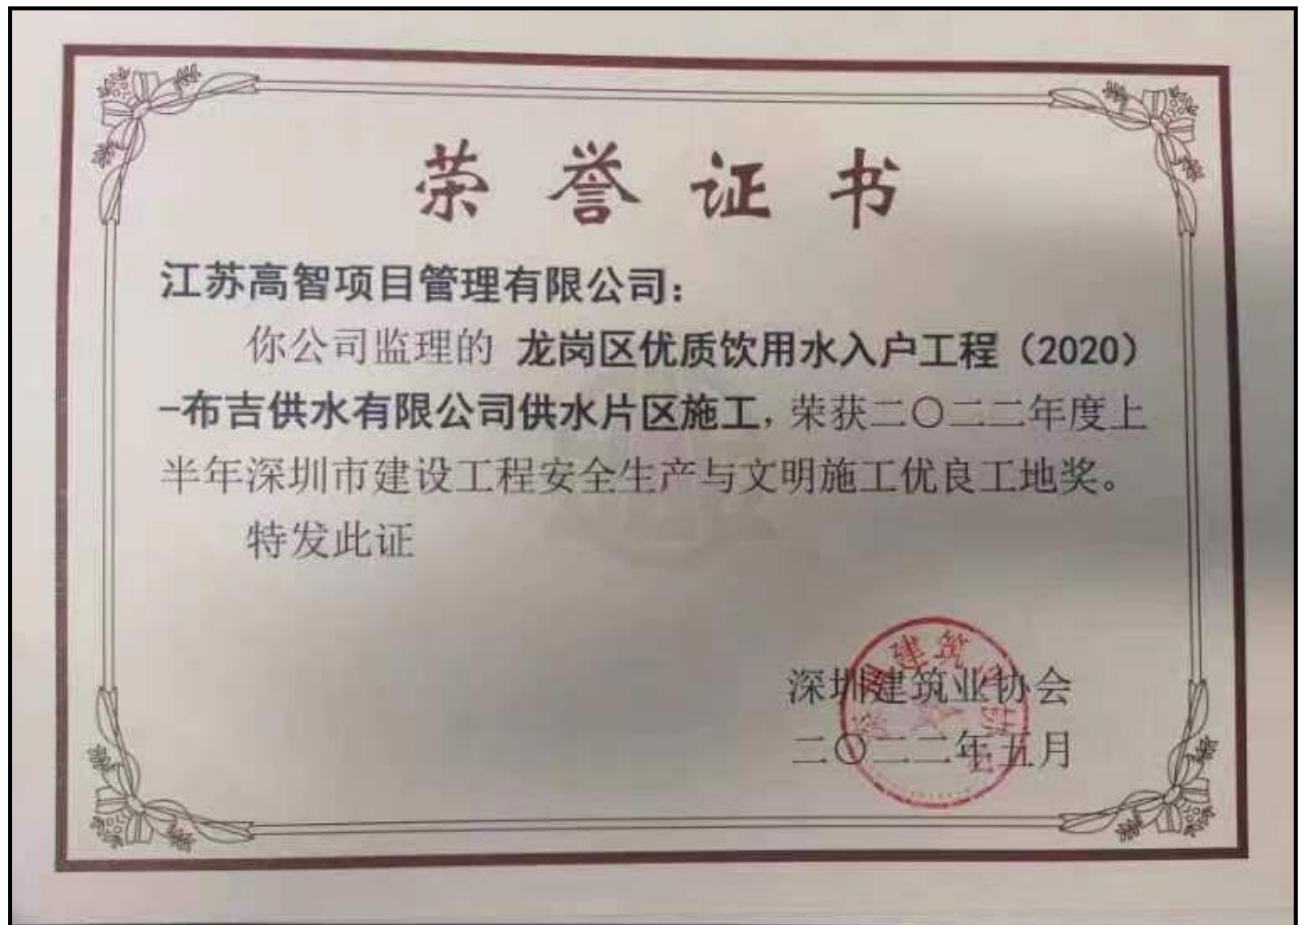 荣誉证书
江苏高智项目管理有限公司：
你公司监理的 龙岗区优质饮用水入户工程（2020）
-布吉供水有限公司供水片区施工，荣获二〇二二年度上
半年深圳市建设工程安全生产与文明施工优良工地奖。
特发此证
深圳建筑业协会
二〇二二年五月